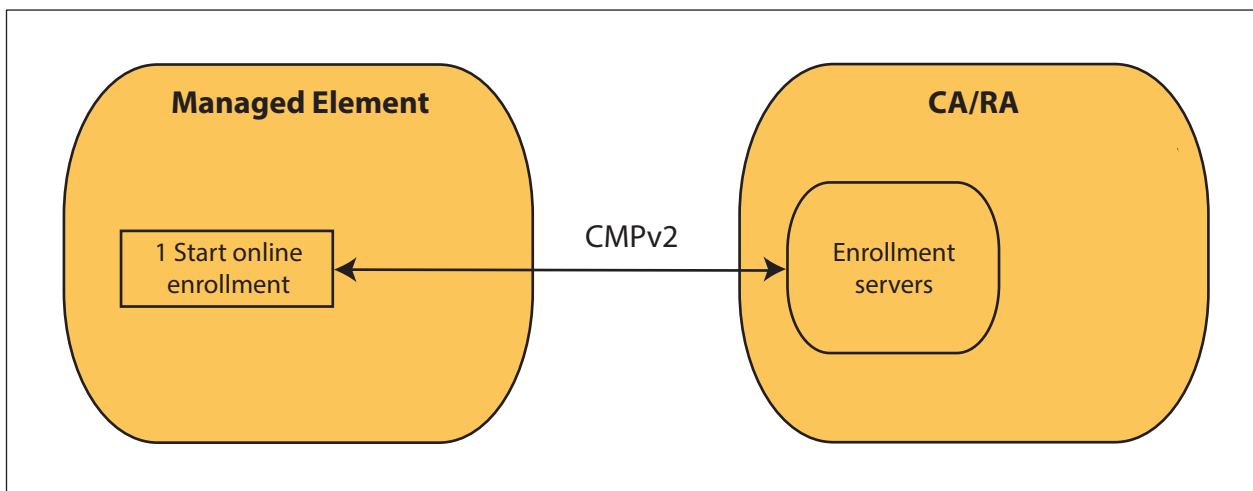 Managed Element
CA/RA
1 Start online
enrollment
CMPv2
Enrollment
servers